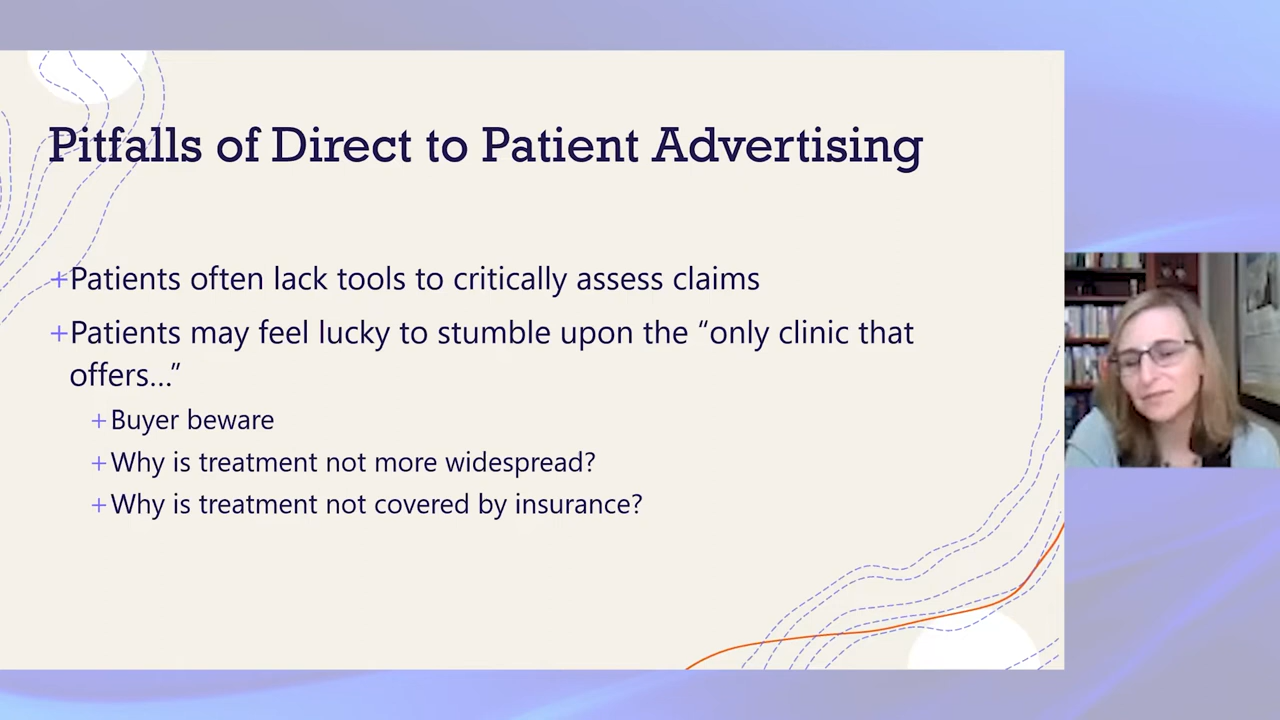 Pitfalls of Direct to Patient Advertising
+Patients often lack tools to critically assess claims
+Patients may feel lucky to stumble upon the “only clinic that
offers…”
+Buyer beware
+Why is treatment not more widespread?
+Why is treatment not covered by insurance?